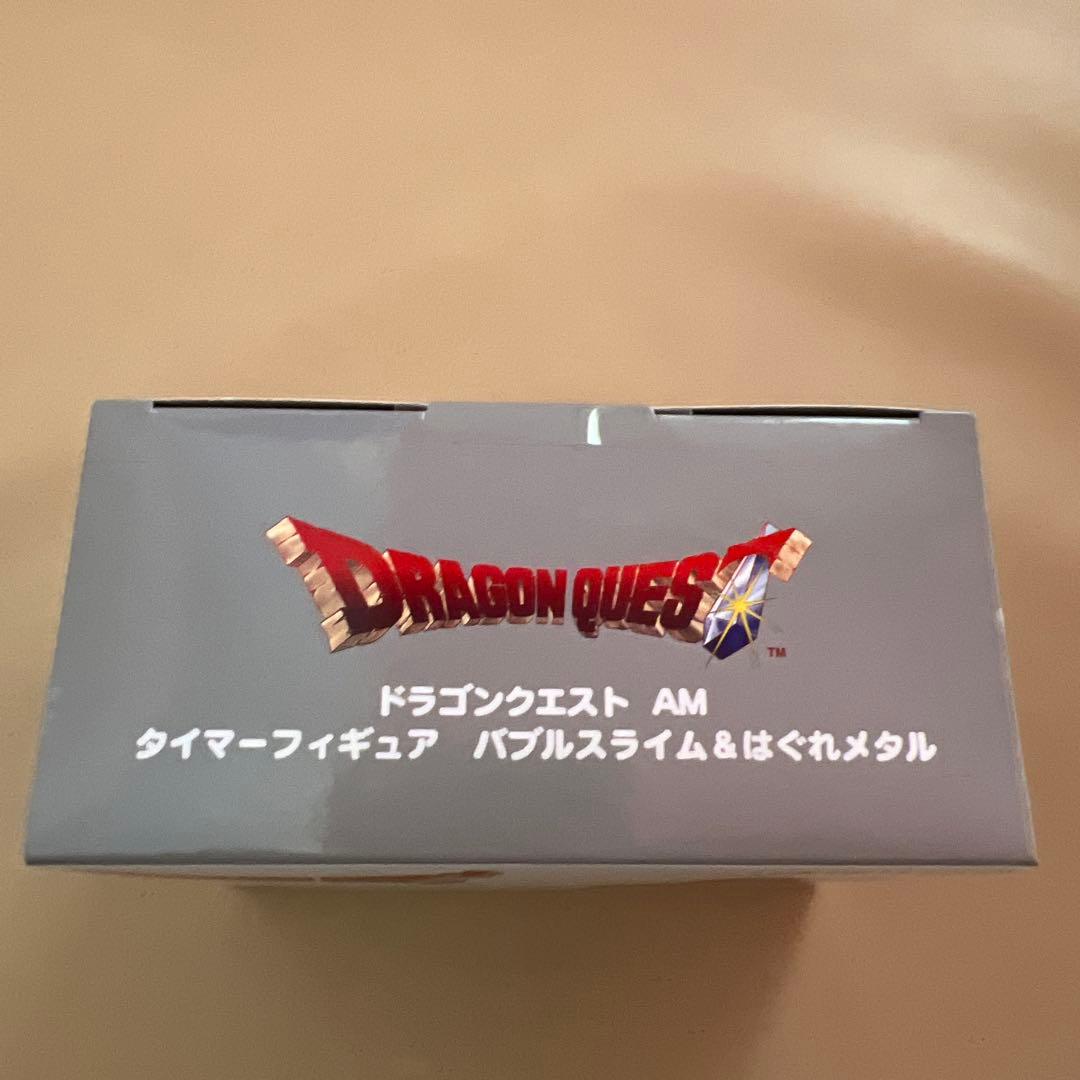 DRAGON QUEST
TM
ドラゴンクエスト AM
タイマーフィギュア バブルスライム&はぐれメタル